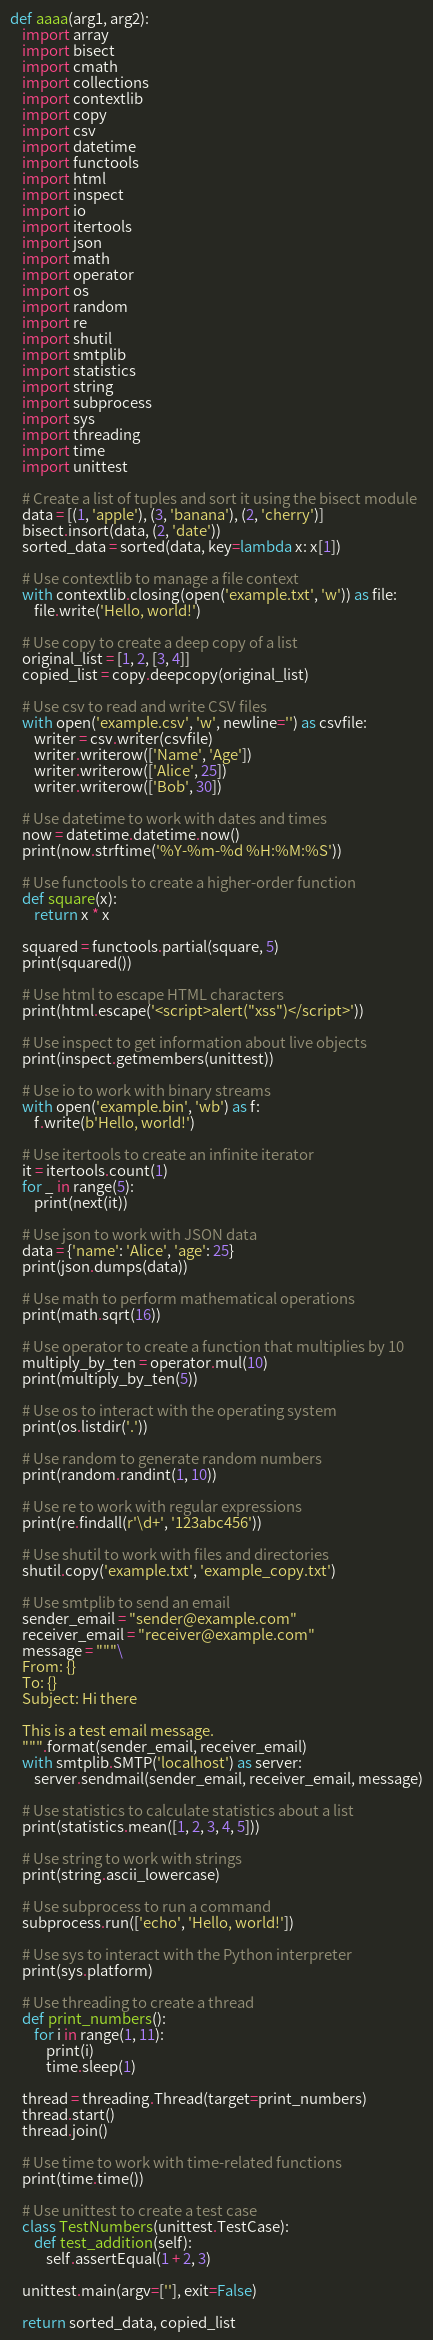 def aaaa(arg1, arg2):
    import array
    import bisect
    import cmath
    import collections
    import contextlib
    import copy
    import csv
    import datetime
    import functools
    import html
    import inspect
    import io
    import itertools
    import json
    import math
    import operator
    import os
    import random
    import re
    import shutil
    import smtplib
    import statistics
    import string
    import subprocess
    import sys
    import threading
    import time
    import unittest

    # Create a list of tuples and sort it using the bisect module
    data = [(1, 'apple'), (3, 'banana'), (2, 'cherry')]
    bisect.insort(data, (2, 'date'))
    sorted_data = sorted(data, key=lambda x: x[1])

    # Use contextlib to manage a file context
    with contextlib.closing(open('example.txt', 'w')) as file:
        file.write('Hello, world!')

    # Use copy to create a deep copy of a list
    original_list = [1, 2, [3, 4]]
    copied_list = copy.deepcopy(original_list)

    # Use csv to read and write CSV files
    with open('example.csv', 'w', newline='') as csvfile:
        writer = csv.writer(csvfile)
        writer.writerow(['Name', 'Age'])
        writer.writerow(['Alice', 25])
        writer.writerow(['Bob', 30])

    # Use datetime to work with dates and times
    now = datetime.datetime.now()
    print(now.strftime('%Y-%m-%d %H:%M:%S'))

    # Use functools to create a higher-order function
    def square(x):
        return x * x

    squared = functools.partial(square, 5)
    print(squared())

    # Use html to escape HTML characters
    print(html.escape('<script>alert("xss")</script>'))

    # Use inspect to get information about live objects
    print(inspect.getmembers(unittest))

    # Use io to work with binary streams
    with open('example.bin', 'wb') as f:
        f.write(b'Hello, world!')

    # Use itertools to create an infinite iterator
    it = itertools.count(1)
    for _ in range(5):
        print(next(it))

    # Use json to work with JSON data
    data = {'name': 'Alice', 'age': 25}
    print(json.dumps(data))

    # Use math to perform mathematical operations
    print(math.sqrt(16))

    # Use operator to create a function that multiplies by 10
    multiply_by_ten = operator.mul(10)
    print(multiply_by_ten(5))

    # Use os to interact with the operating system
    print(os.listdir('.'))

    # Use random to generate random numbers
    print(random.randint(1, 10))

    # Use re to work with regular expressions
    print(re.findall(r'\d+', '123abc456'))

    # Use shutil to work with files and directories
    shutil.copy('example.txt', 'example_copy.txt')

    # Use smtplib to send an email
    sender_email = "sender@example.com"
    receiver_email = "receiver@example.com"
    message = """\
    From: {}
    To: {}
    Subject: Hi there

    This is a test email message.
    """.format(sender_email, receiver_email)
    with smtplib.SMTP('localhost') as server:
        server.sendmail(sender_email, receiver_email, message)

    # Use statistics to calculate statistics about a list
    print(statistics.mean([1, 2, 3, 4, 5]))

    # Use string to work with strings
    print(string.ascii_lowercase)

    # Use subprocess to run a command
    subprocess.run(['echo', 'Hello, world!'])

    # Use sys to interact with the Python interpreter
    print(sys.platform)

    # Use threading to create a thread
    def print_numbers():
        for i in range(1, 11):
            print(i)
            time.sleep(1)

    thread = threading.Thread(target=print_numbers)
    thread.start()
    thread.join()

    # Use time to work with time-related functions
    print(time.time())

    # Use unittest to create a test case
    class TestNumbers(unittest.TestCase):
        def test_addition(self):
            self.assertEqual(1 + 2, 3)

    unittest.main(argv=[''], exit=False)

    return sorted_data, copied_list